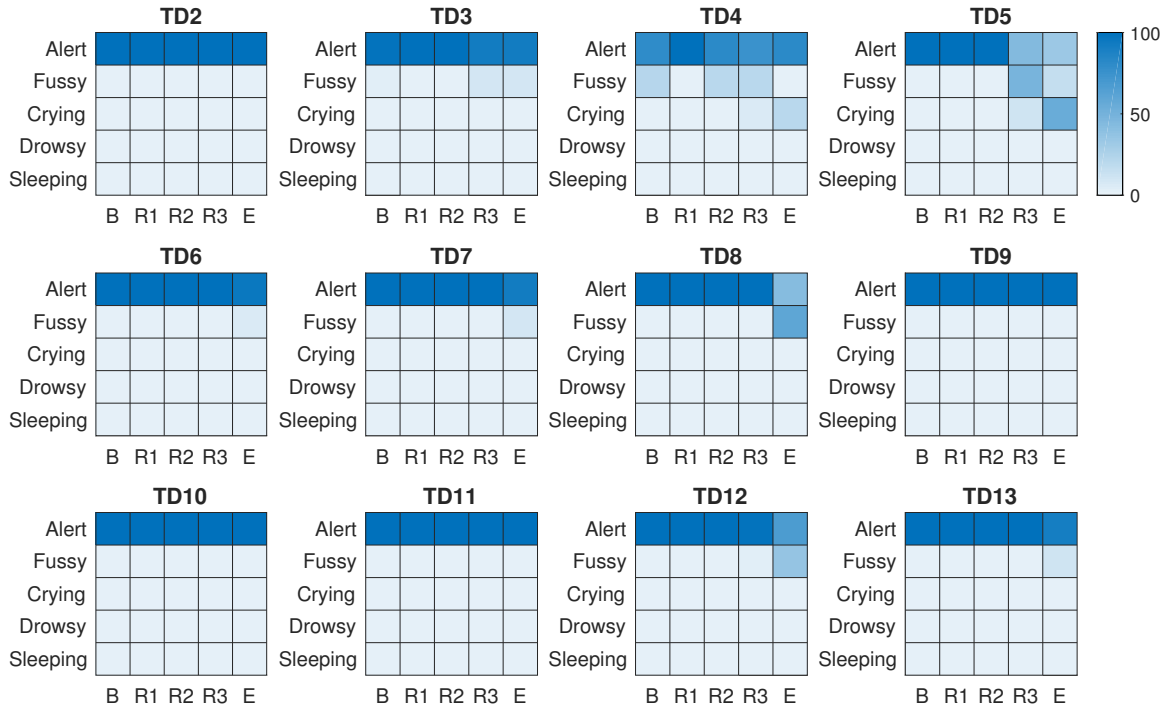 TD2 TD3 TD4 TD5
Alert Alert Alert Alert 100
Fussy Fussy Fussy Fussy
Crying Crying Crying Crying 50
Drowsy Drowsy Drowsy Drowsy
Sleeping Sleeping Sleeping Sleeping 0
B R1 R2 R3 E B R1 R2 R3 E B R1 R2 R3 E B R1 R2 R3 E
TD6 TD7 TD8 TD9
Alert Alert Alert Alert
Fussy Fussy Fussy Fussy
Crying Crying Crying Crying
Drowsy Drowsy Drowsy Drowsy
Sleeping Sleeping Sleeping Sleeping
B R1 R2 R3 E B R1 R2 R3 E B R1 R2 R3 E B R1 R2 R3 E
TD10 TD11 TD12 TD13
Alert Alert Alert Alert
Fussy Fussy Fussy Fussy
Crying Crying Crying Crying
Drowsy Drowsy Drowsy Drowsy
Sleeping Sleeping Sleeping Sleeping
B R1 R2 R3 E B R1 R2 R3 E B R1 R2 R3 E B R1 R2 R3 E